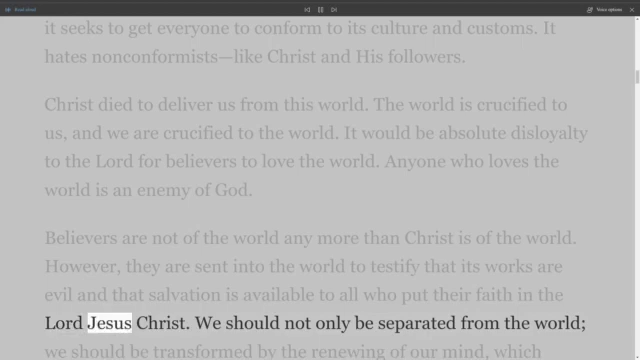 Read aloud
Voice options
it seeks to get everyone to conform to its culture and customs. It
hates nonconformists—like Christ and His followers.
Christ died to deliver us from this world. The world is crucified to
us, and we are crucified to the world. It would be absolute disloyalty
to the Lord for believers to love the world. Anyone who loves the
world is an enemy of God.
Believers are not of the world any more than Christ is of the world.
However, they are sent into the world to testify that its works are
evil and that salvation is available to all who put their faith in the
Lord Jesus Christ. We should not only be separated from the world;
we should be transformed by the renewing of our mind, which